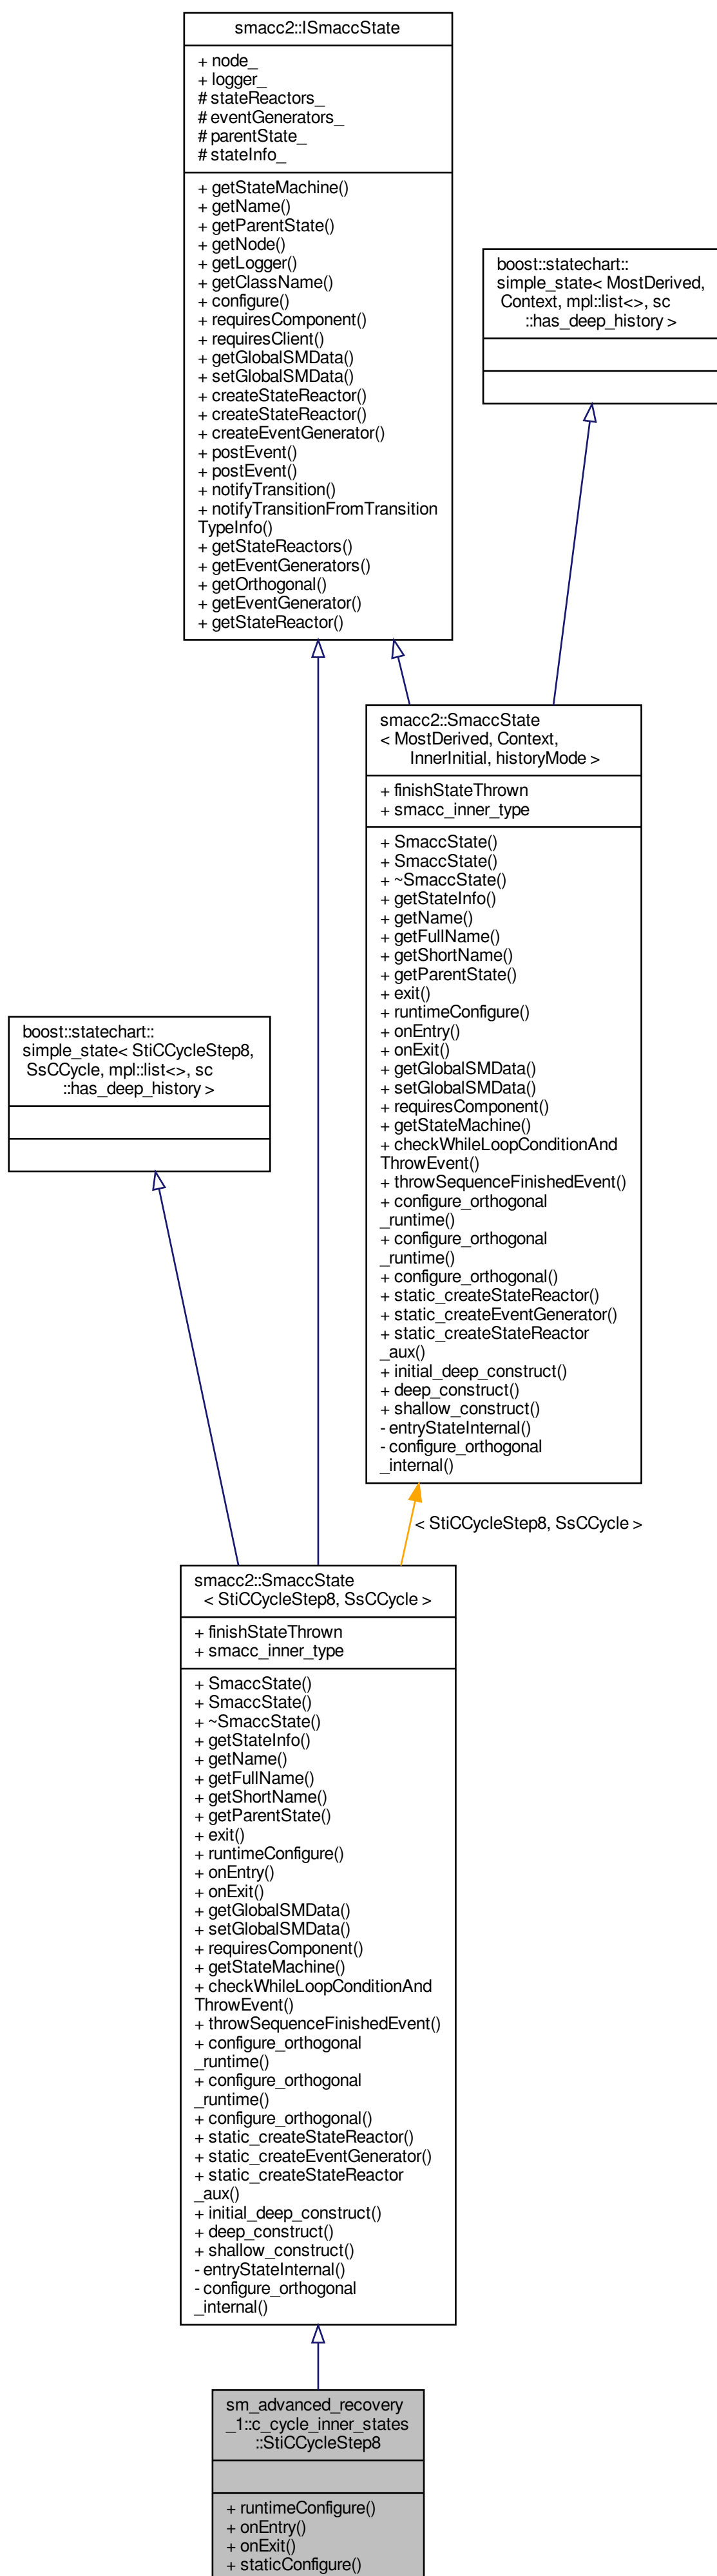 smacc2::ISmaccState
+ node_
+ logger_
# stateReactors_
# eventGenerators_
# parentState_
# stateInfo_
+ getStateMachine()
+ getName()
+ getParentState()
+ getNode()
+ getLogger()
+ getClassName()
+ configure()
+ requiresComponent()
+ requiresClient()
+ getGlobalSMData()
+ setGlobalSMData()
+ createStateReactor()
+ createStateReactor()
+ createEventGenerator()
+ postEvent()
+ postEvent()
+ notifyTransition()
+ notifyTransitionFromTransition
TypeInfo()
+ getStateReactors()
+ getEventGenerators()
+ getOrthogonal()
+ getEventGenerator()
+ getStateReactor()
boost::statechart::
simple_state< MostDerived,
Context, mpl::list<>, sc
::has_deep_history >
smacc2::SmaccState
< MostDerived, Context,
InnerInitial, historyMode >
+ finishStateThrown
+ smacc_inner_type
+ SmaccState()
+ SmaccState()
+ ~SmaccState()
+ getStateInfo()
+ getName()
+ getFullName()
+ getShortName()
+ getParentState()
+ exit()
+ runtimeConfigure()
+ onEntry()
+ onExit()
+ getGlobalSMData()
+ setGlobalSMData()
+ requiresComponent()
+ getStateMachine()
+ checkWhileLoopConditionAnd
ThrowEvent()
+ throwSequenceFinishedEvent()
+ configure_orthogonal
_runtime()
+ configure_orthogonal
_runtime()
+ configure_orthogonal()
+ static_createStateReactor()
+ static_createEventGenerator()
+ static_createStateReactor
_aux()
+ initial_deep_construct()
+ deep_construct()
+ shallow_construct()
- entryStateInternal()
- configure_orthogonal
_internal()
boost::statechart::
simple_state< StiCCycleStep8,
SsCCycle, mpl::list<>, sc
::has_deep_history >
< StiCCycleStep8, SsCCycle >
smacc2::SmaccState
< StiCCycleStep8, SsCCycle >
+ finishStateThrown
+ smacc_inner_type
+ SmaccState()
+ SmaccState()
+ ~SmaccState()
+ getStateInfo()
+ getName()
+ getFullName()
+ getShortName()
+ getParentState()
+ exit()
+ runtimeConfigure()
+ onEntry()
+ onExit()
+ getGlobalSMData()
+ setGlobalSMData()
+ requiresComponent()
+ getStateMachine()
+ checkWhileLoopConditionAnd
ThrowEvent()
+ throwSequenceFinishedEvent()
+ configure_orthogonal
_runtime()
+ configure_orthogonal
_runtime()
+ configure_orthogonal()
+ static_createStateReactor()
+ static_createEventGenerator()
+ static_createStateReactor
_aux()
+ initial_deep_construct()
+ deep_construct()
+ shallow_construct()
- entryStateInternal()
- configure_orthogonal
_internal()
sm_advanced_recovery
_1::c_cycle_inner_states
::StiCCycleStep8
+ runtimeConfigure()
+ onEntry()
+ onExit()
+ staticConfigure()